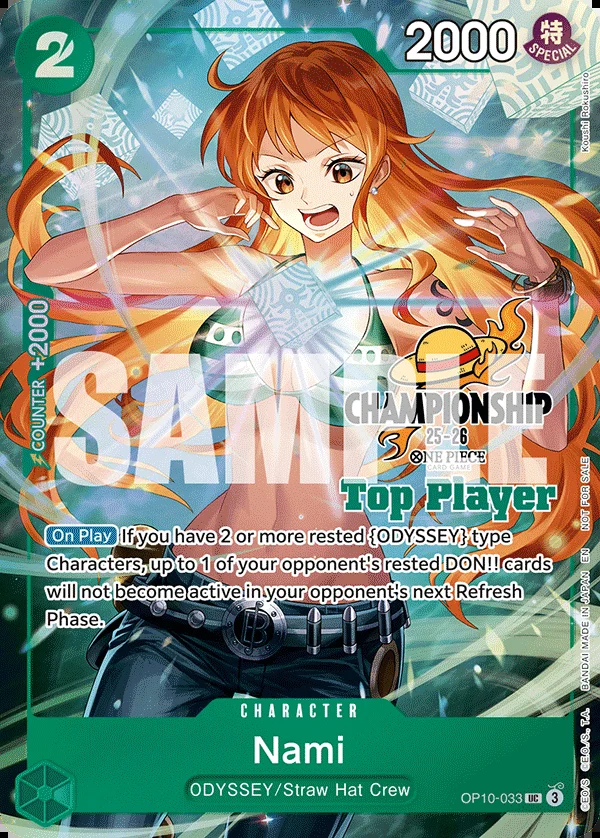 2
2000
特
SPECIAL
Koushi Rokushiro
COUNTER +2000
SAMPLE
CHAMPIONSHIP
25-26
ONE PIECE
CARD GAME
Top Player
On Play If you have 2 or more rested {ODYSSEY} type
Characters, up to 1 of your opponent's rested DON!! cards
will not become active in your opponent's next Refresh
Phase.
CHARACTER
Nami
ODYSSEY/Straw Hat Crew
OP10-033 UC 3
©E.O/S ©E.O./S., T.A. BANDAI MADE IN JAPAN EN NOT FOR SALE